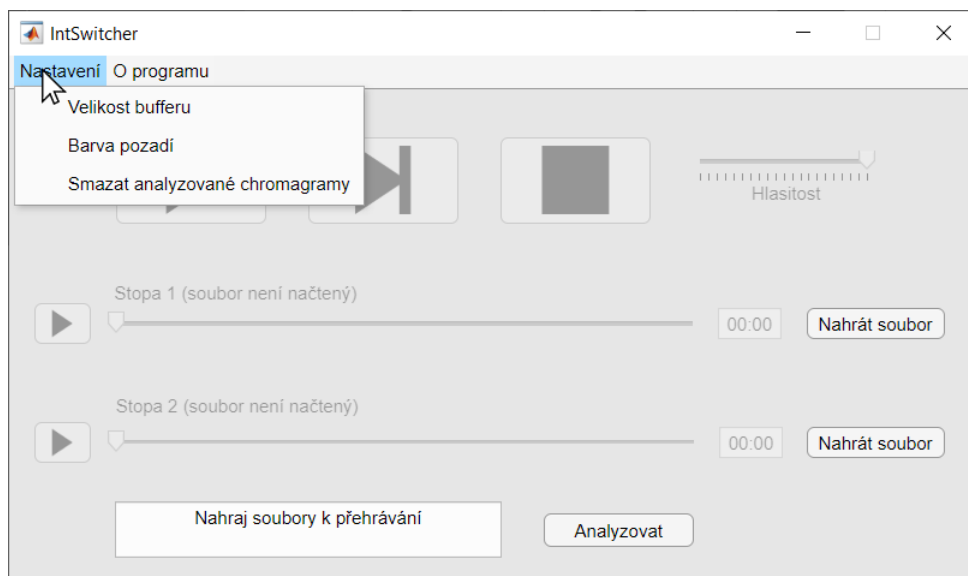 IntSwitcher
Nastavení O programu
Velikost bufferu
Barva pozadí
Smazat analyzované chromagramy
Hlasitost
Stopa 1 (soubor není načtený)
00:00 Nahrát soubor
Stopa 2 (soubor není načtený)
00:00 Nahrát soubor
Nahraj soubory k přehrávání Analyzovat